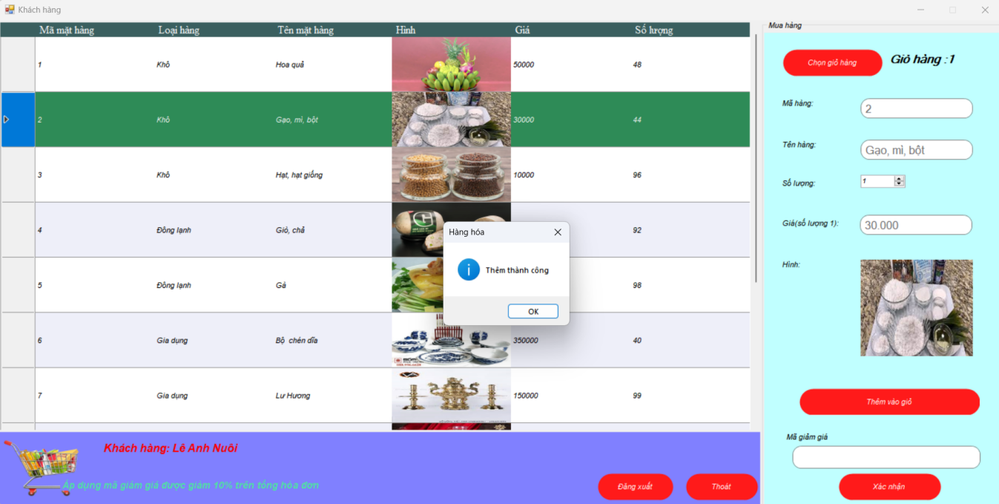 Khách hàng
Mã mặt hàng Loại hàng Tên mặt hàng Hình Giá Số lượng
1 Khô Hoa quả 50000 48
2 Khô Gạo, mì, bột 30000 44
3 Khô Hạt, hạt giống 10000 96
4 Đông lạnh Giò, chả 92
5 Đông lạnh Gà 98
6 Gia dụng Bộ chén dĩa 350000 40
7 Gia dụng Lư Hương 150000 99
Hàng hóa
Thêm thành công
OK
Mua hàng
Chọn giỏ hàng Giỏ hàng :1
Mã hàng: 2
Tên hàng: Gạo, mì, bột
Số lượng: 1
Giá(số lượng 1): 30.000
Hình:
Thêm vào giỏ
Mã giảm giá
Xác nhận
Khách hàng: Lê Anh Nuôi
Áp dụng mã giảm giá được giảm 10% trên tổng hóa đơn
Đăng xuất Thoát